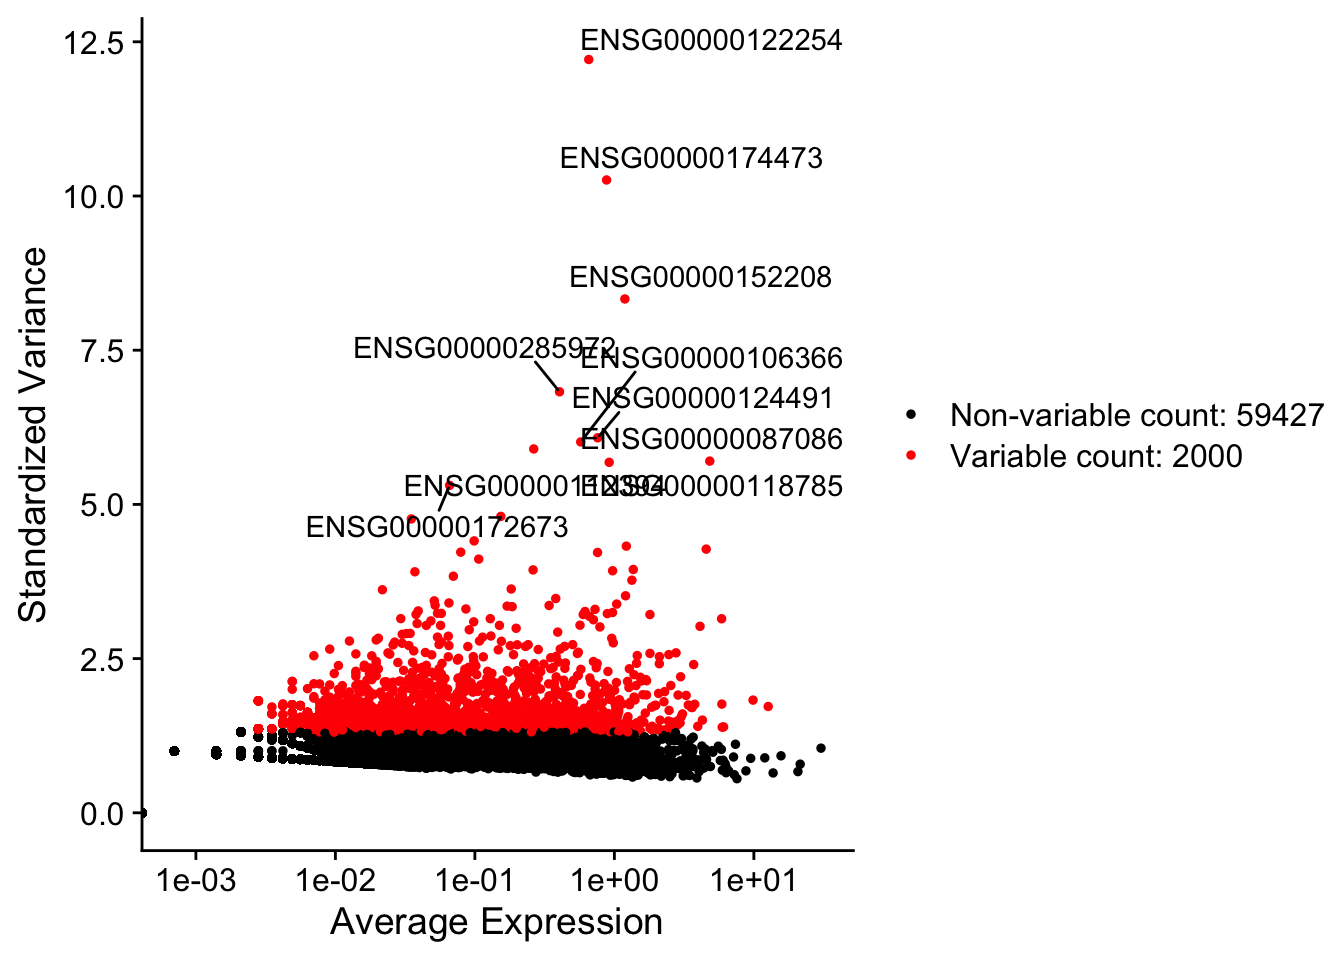 12.5
10.0
7.5
5.0
2.5
0.0
Standardized Variance
ENSG00000122254
ENSG00000174473
ENSG00000152208
ENSG00000285972
ENSG00000106366
ENSG00000124491
ENSG00000087086
ENSG00000112394
ENSG00000118785
ENSG00000172673
Non-variable count: 59427
Variable count: 2000
1e-03
1e-02
1e-01
1e+00
1e+01
Average Expression